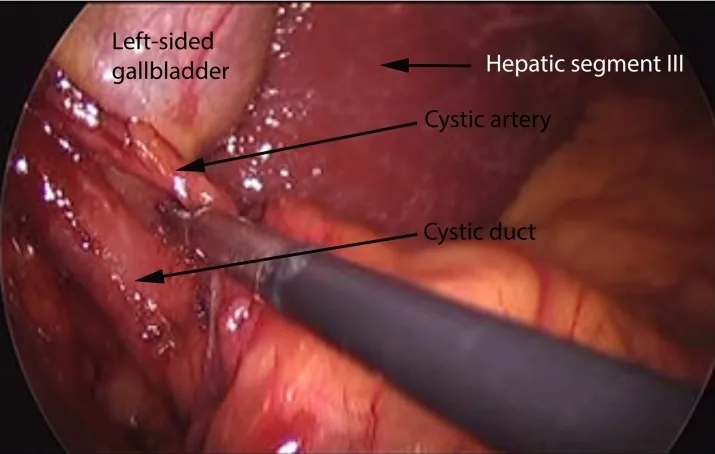 Left-sided
gallbladder
Hepatic segment III
Cystic artery
Cystic duct